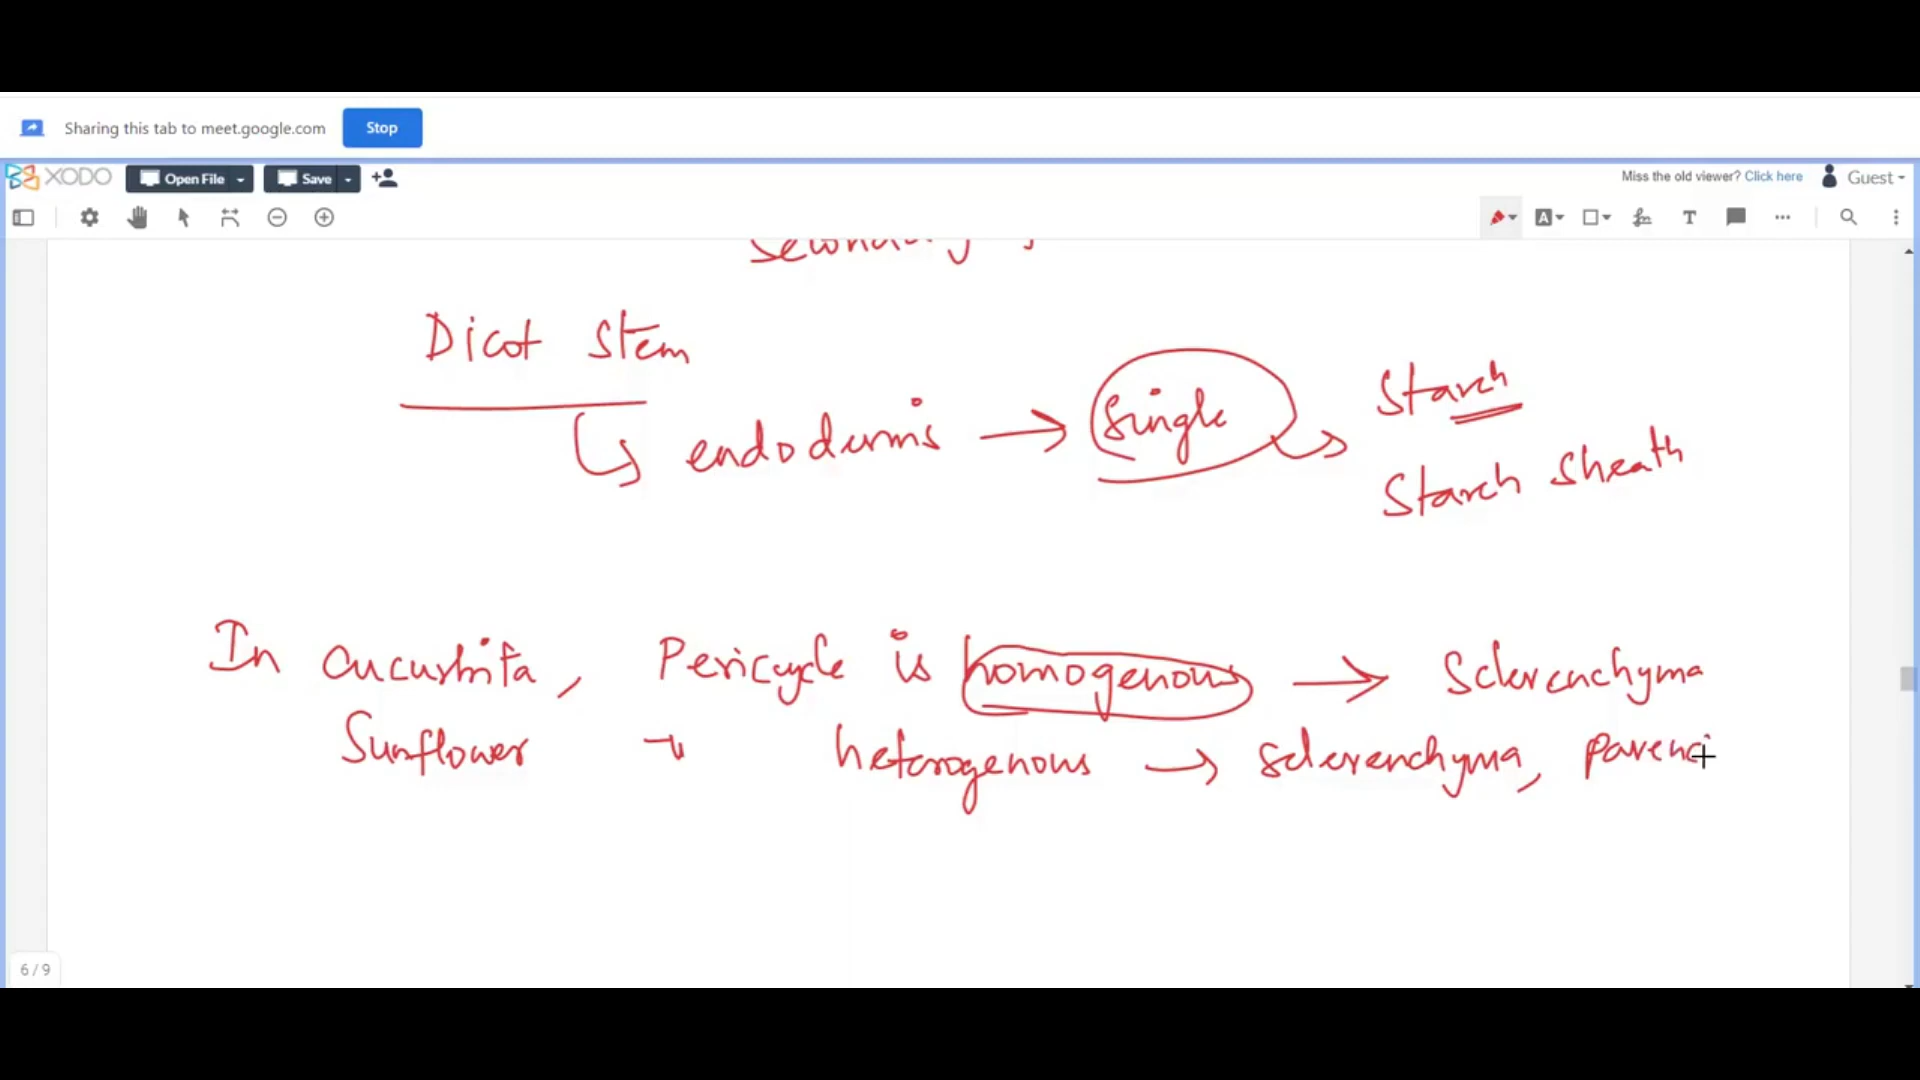 Sharing this tab to meet.google.com Stop
XODO Open File Save Miss the old viewer? Click here Guest
Dicot Stem
endodermis → Single Starch
Starch Sheath
In cucurbita, Pericycle is homogenous → Sclerenchyma
Sunflower → heterogenous → sclerenchyma, parenc
6 / 9